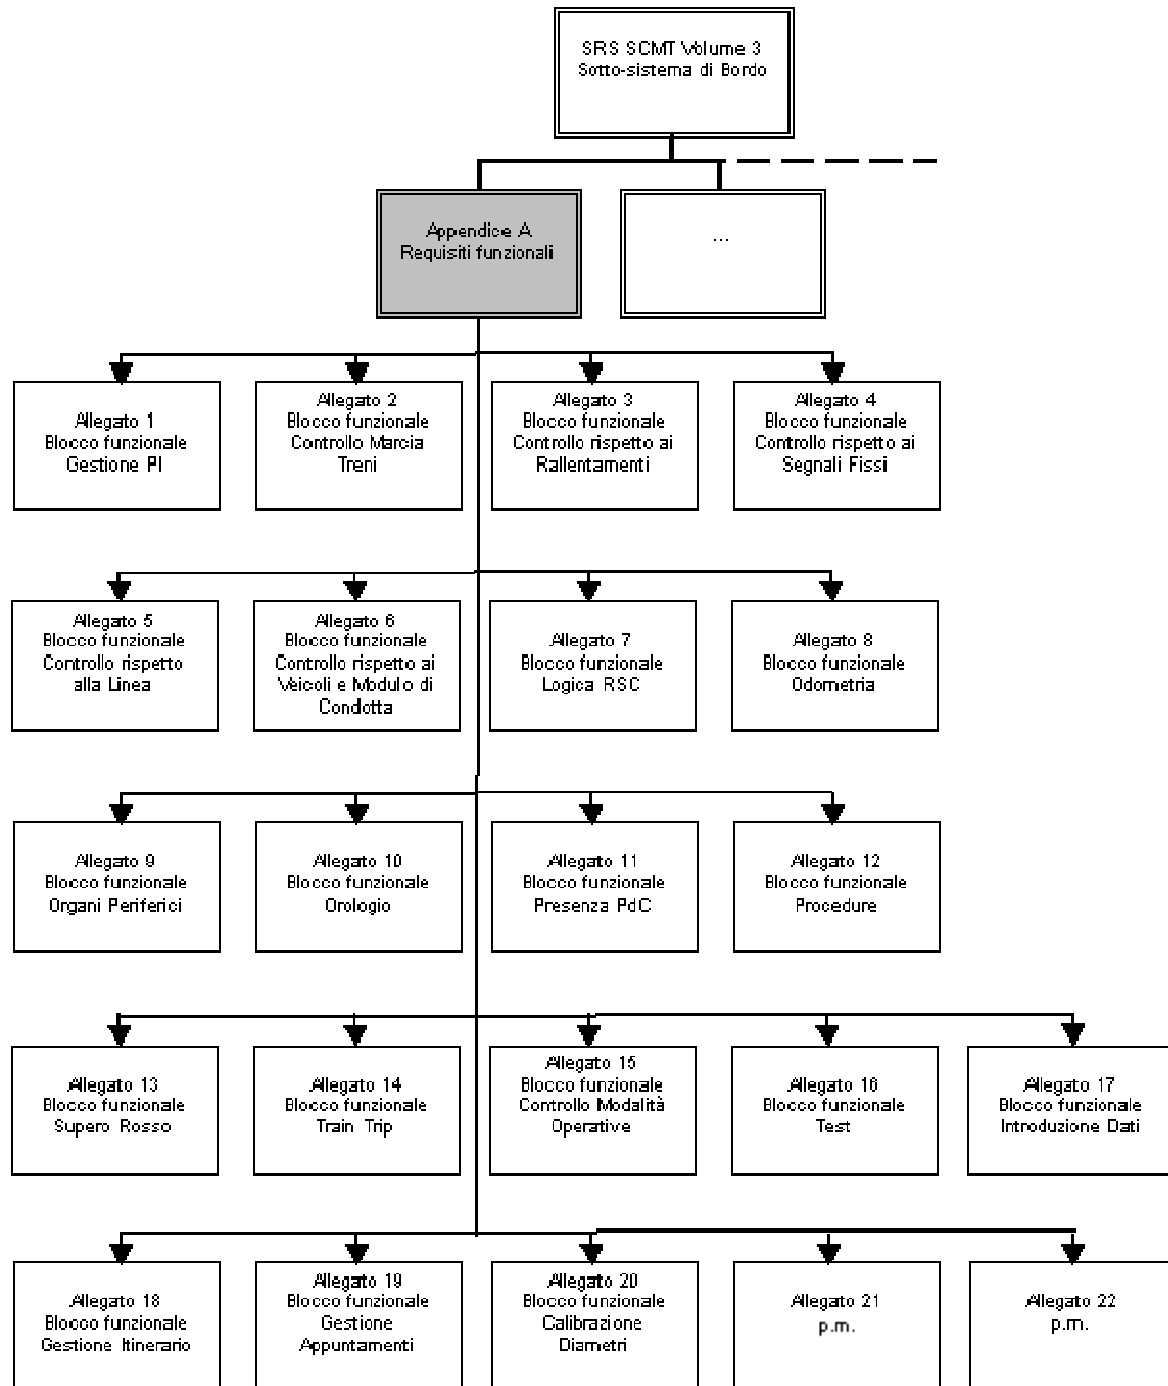 SRS SCMT Volume 3
Sotto-sistema di Bordo
Appendice A
Requisiti funzionali
...
Allegato 1
Blocco funzionale
Gestione PI
Allegato 2
Blocco funzionale
Controllo Marcia
Treni
Allegato 3
Blocco funzionale
Controllo rispetto ai
Rallentamenti
Allegato 4
Blocco funzionale
Controllo rispetto ai
Segnali Fissi
Allegato 5
Blocco funzionale
Controllo rispetto
alla Linea
Allegato 6
Blocco funzionale
Controllo rispetto ai
Veicoli e Modulo di
Condotta
Allegato 7
Blocco funzionale
Logica RSC
Allegato 8
Blocco funzionale
Odometria
Allegato 9
Blocco funzionale
Organi Periferici
Allegato 10
Blocco funzionale
Orologio
Allegato 11
Blocco funzionale
Presenza PdC
Allegato 12
Blocco funzionale
Procedure
Allegato 13
Blocco funzionale
Supero Rosso
Allegato 14
Blocco funzionale
Train Trip
Allegato 15
Blocco funzionale
Controllo Modalità
Operative
Allegato 16
Blocco funzionale
Test
Allegato 17
Blocco funzionale
Introduzione Dati
Allegato 18
Blocco funzionale
Gestione Itinerario
Allegato 19
Blocco funzionale
Gestione
Appuntamenti
Allegato 20
Blocco funzionale
Calibrazione
Diametri
Allegato 21
p.m.
Allegato 22
p.m.